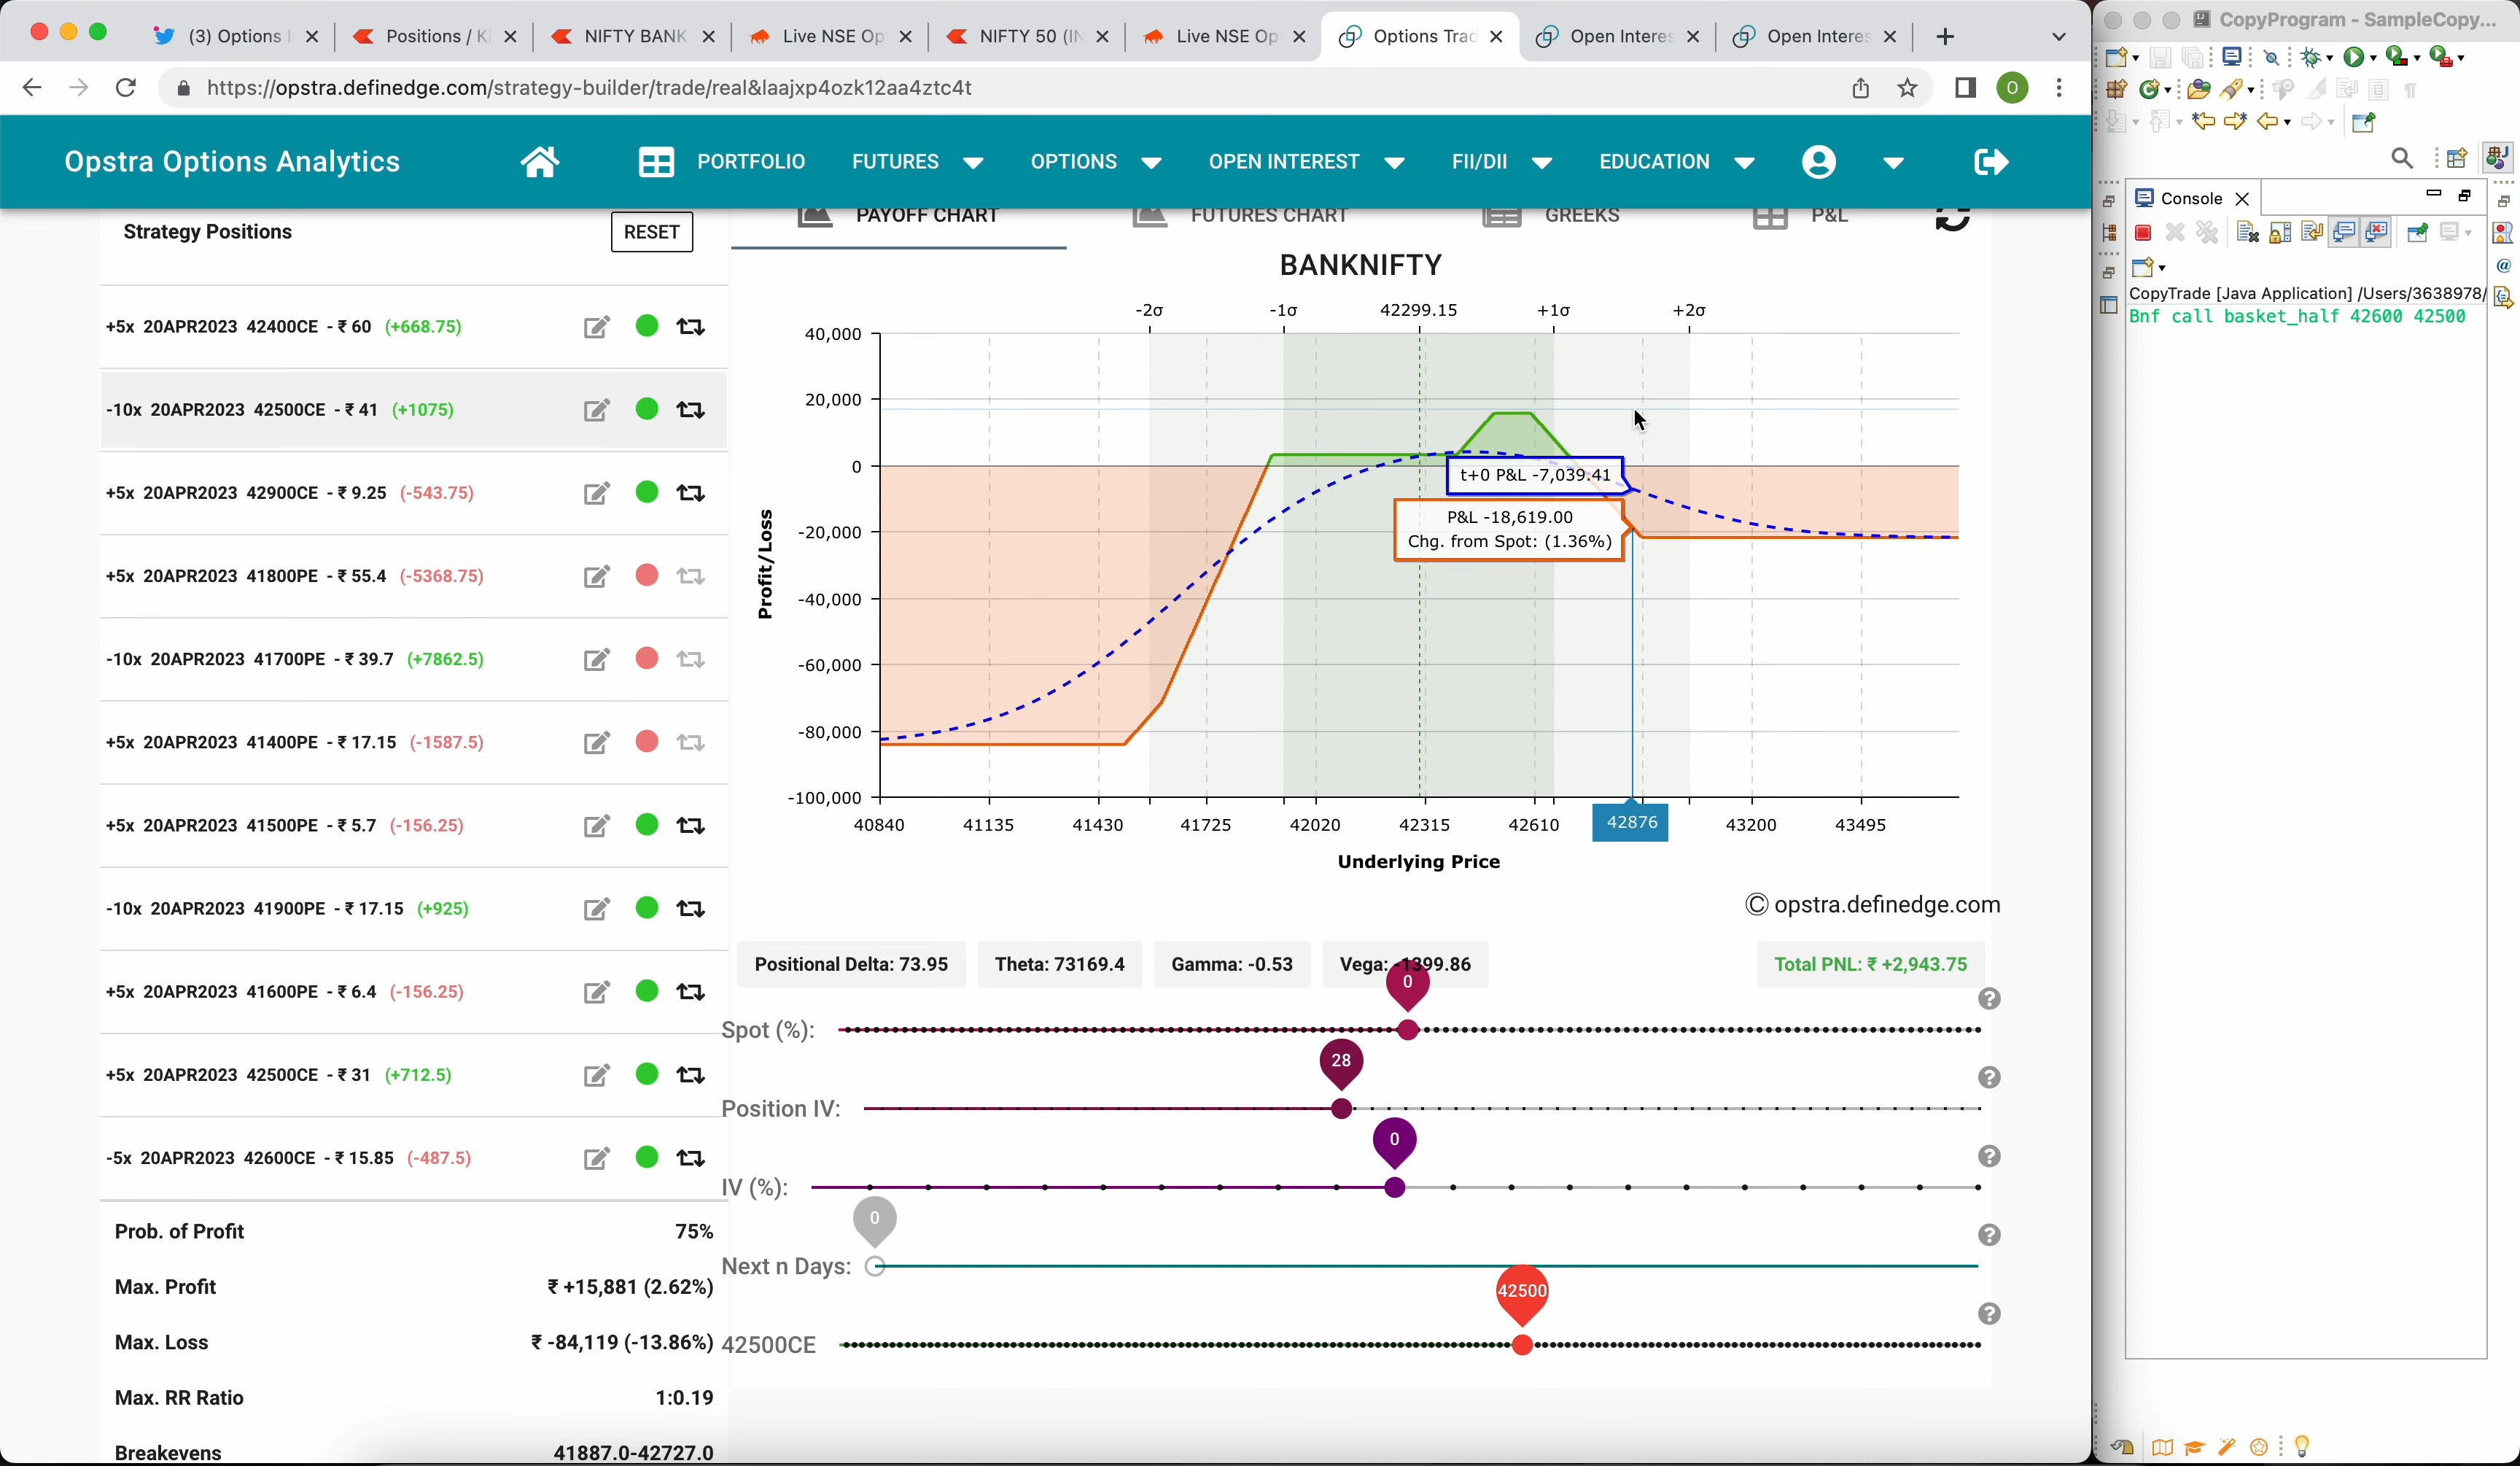 (3) Options
Positions / Ki
NIFTY BANK
Live NSE Op
NIFTY 50 (IN
Live NSE Op
Options Trad
Open Interes
Open Interes
CopyProgram - SampleCopy...
https://opstra.definedge.com/strategy-builder/trade/real&laajxp4ozk12aa4ztc4t
O
Opstra Options Analytics
PORTFOLIO
FUTURES
OPTIONS
OPEN INTEREST
FII/DII
EDUCATION
Console
CopyTrade [Java Application] /Users/3638978/
Bnf call basket_half 42600 42500
Strategy Positions
RESET
PAYOFF CHART
FUTURES CHART
GREEKS
P&L
+5x 20APR2023 42400CE - ₹ 60 (+668.75)
-10x 20APR2023 42500CE - ₹ 41 (+1075)
+5x 20APR2023 42900CE - ₹ 9.25 (-543.75)
+5x 20APR2023 41800PE - ₹ 55.4 (-5368.75)
-10x 20APR2023 41700PE - ₹ 39.7 (+7862.5)
+5x 20APR2023 41400PE - ₹ 17.15 (-1587.5)
+5x 20APR2023 41500PE - ₹ 5.7 (-156.25)
-10x 20APR2023 41900PE - ₹ 17.15 (+925)
+5x 20APR2023 41600PE - ₹ 6.4 (-156.25)
+5x 20APR2023 42500CE - ₹ 31 (+712.5)
-5x 20APR2023 42600CE - ₹ 15.85 (-487.5)
Prob. of Profit 75%
Max. Profit ₹ +15,881 (2.62%)
Max. Loss ₹ -84,119 (-13.86%)
Max. RR Ratio 1:0.19
Breakevens 41887.0-42727.0
BANKNIFTY
-2σ -1σ 42299.15 +1σ +2σ
40,000
20,000
0
-20,000
-40,000
-60,000
-80,000
-100,000
Profit/Loss
t+0 P&L -7,039.41
P&L -18,619.00
Chg. from Spot: (1.36%)
40840 41135 41430 41725 42020 42315 42610 42876 43200 43495
Underlying Price
© opstra.definedge.com
Positional Delta: 73.95
Theta: 73169.4
Gamma: -0.53
Vega: -1399.86
Total PNL: ₹ +2,943.75
0
Spot (%):
28
Position IV:
0
IV (%):
0
Next n Days:
42500
42500CE